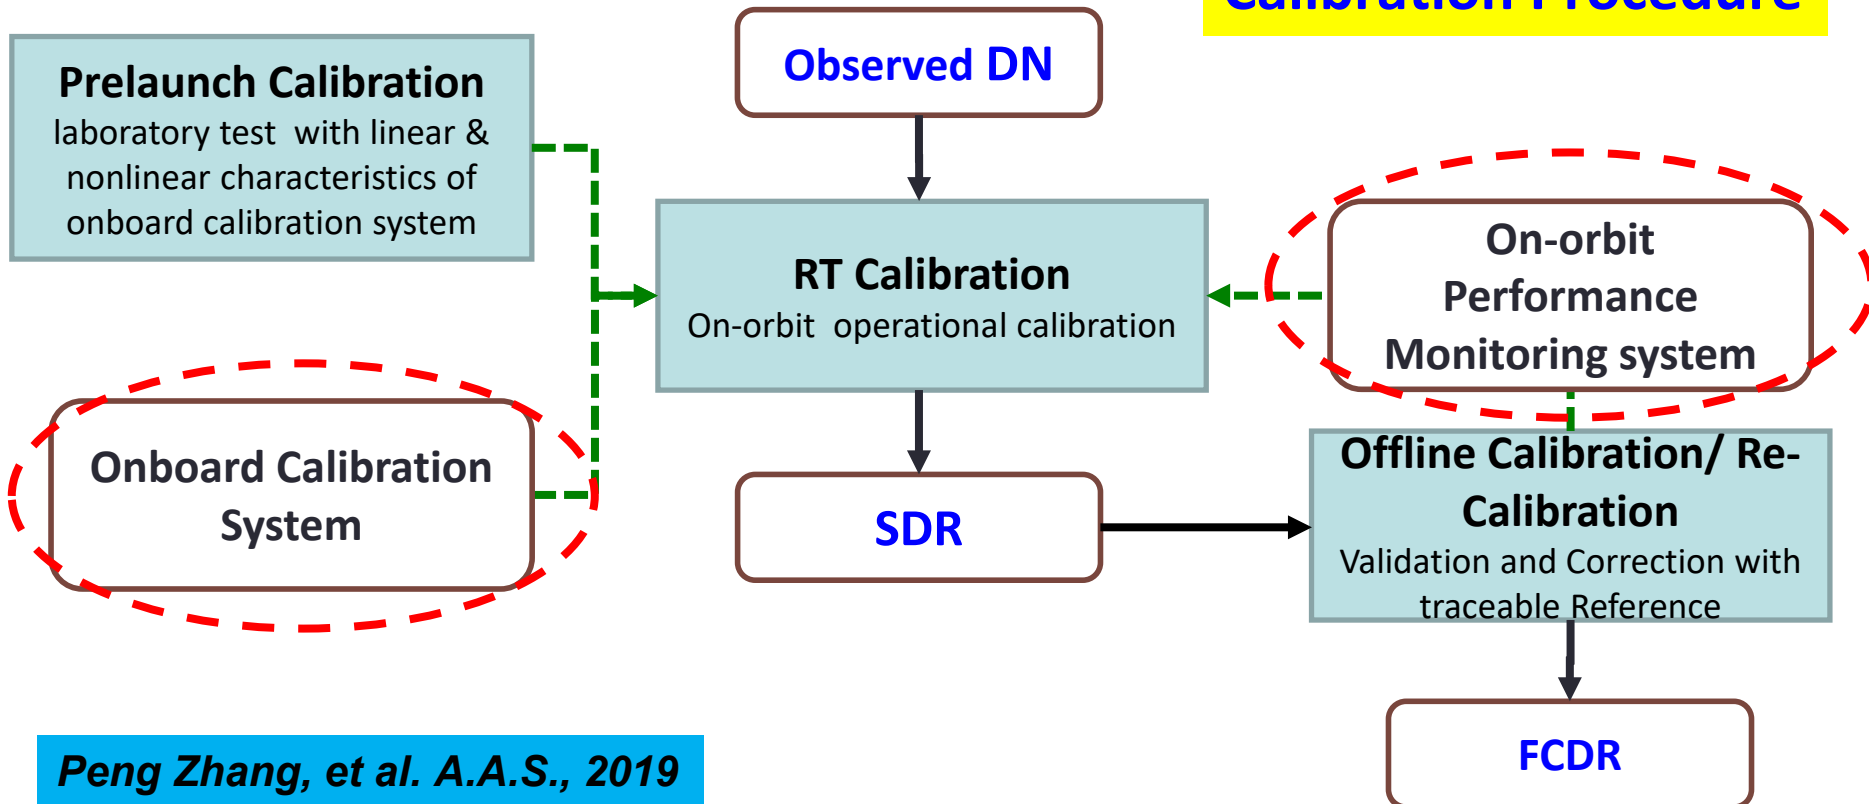 Calibration Procedure
Observed DN
Prelaunch Calibration
laboratory test with linear &
nonlinear characteristics of
onboard calibration system
RT Calibration
On-orbit operational calibration
On-orbit
Performance
Monitoring system
Onboard Calibration
System
SDR
Offline Calibration/ Re-
Calibration
Validation and Correction with
traceable Reference
FCDR
Peng Zhang, et al. A.A.S., 2019